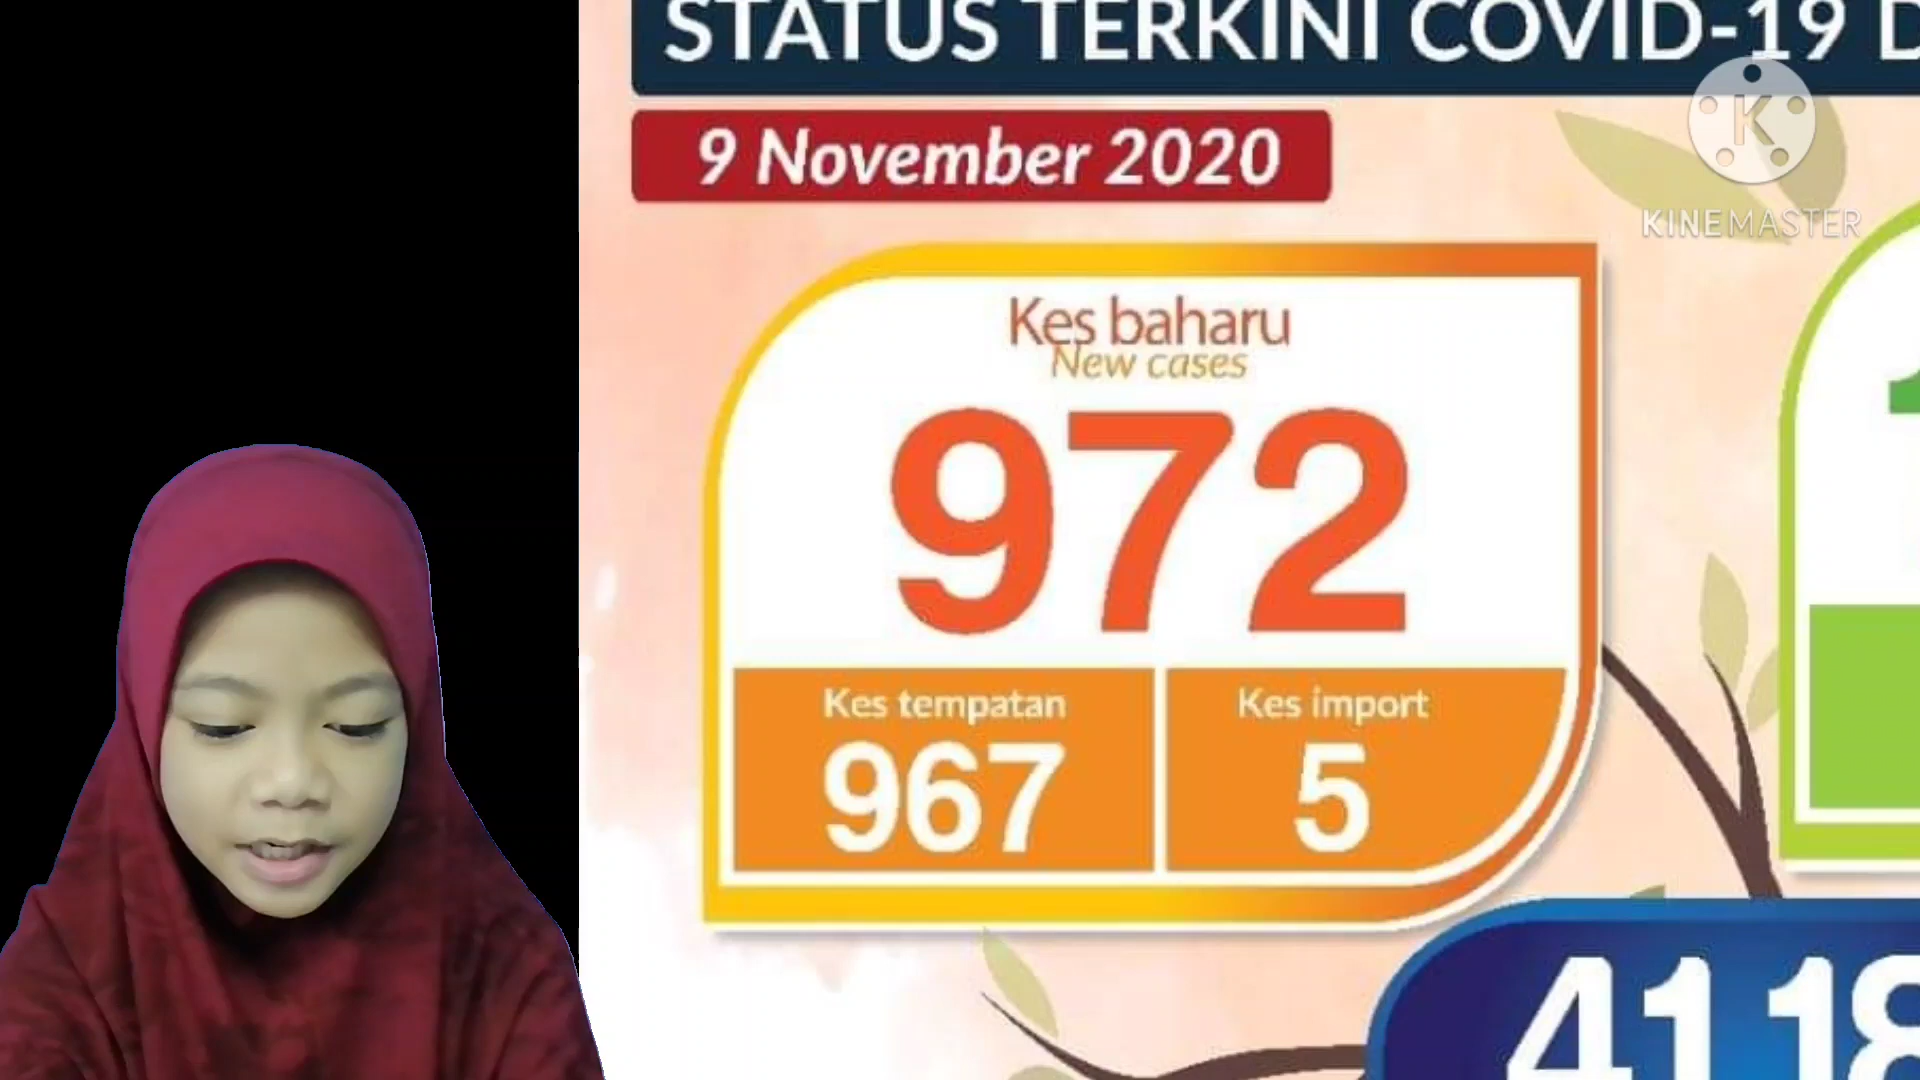 STATUS TERKINI COVID-19 D
9 November 2020
KINEMASTER
Kes baharu
New cases
972
Kes tempatan
967
Kes import
5
4118